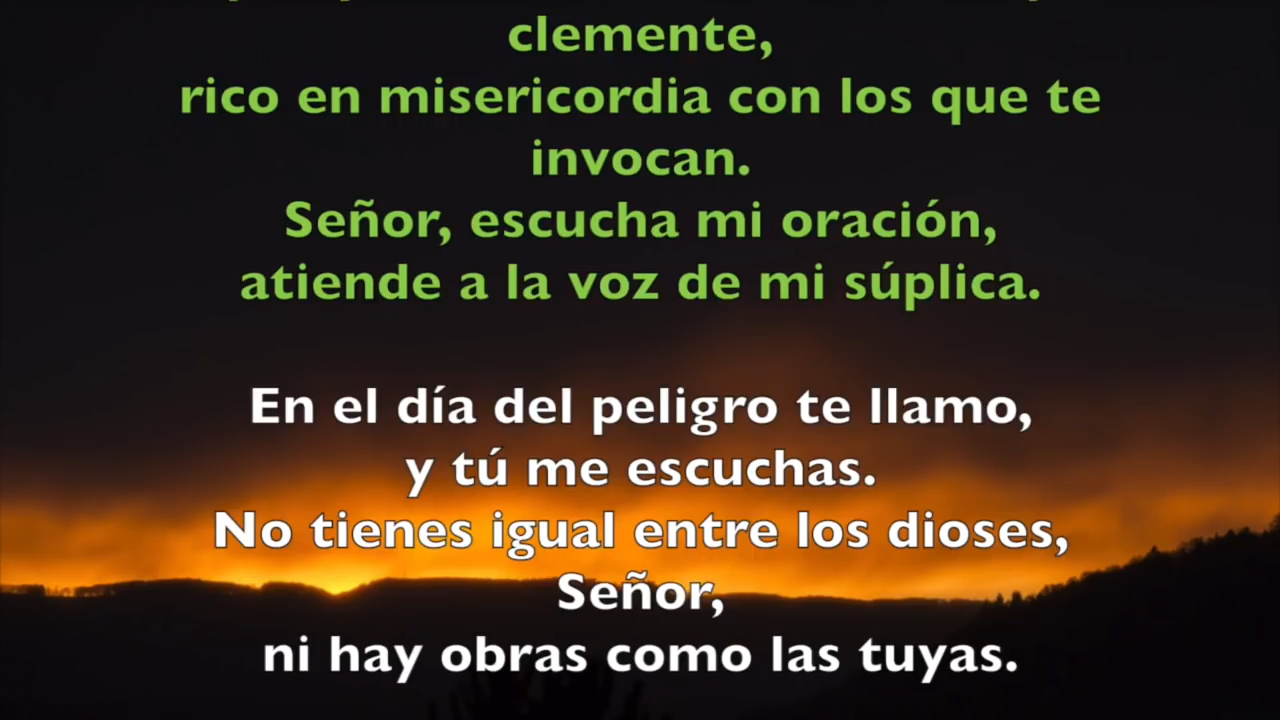 clemente,
rico en misericordia con los que te
invocan.
Señor, escucha mi oración,
atiende a la voz de mi súplica.
En el día del peligro te llamo,
y tú me escuchas.
No tienes igual entre los dioses,
Señor,
ni hay obras como las tuyas.